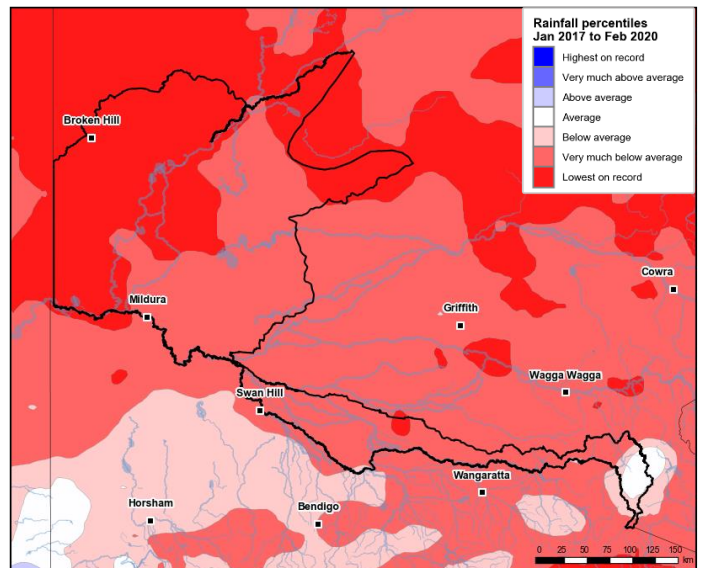 Rainfall percentiles
Jan 2017 to Feb 2020
Highest on record
Very much above average
Above average
Average
Below average
Very much below average
Lowest on record
Broken Hill
Cowra
Mildura
Griffith
Wagga Wagga
Swan Hill
Wangaratta
Horsham
Bendigo
0 25 50 75 100 125 150
km